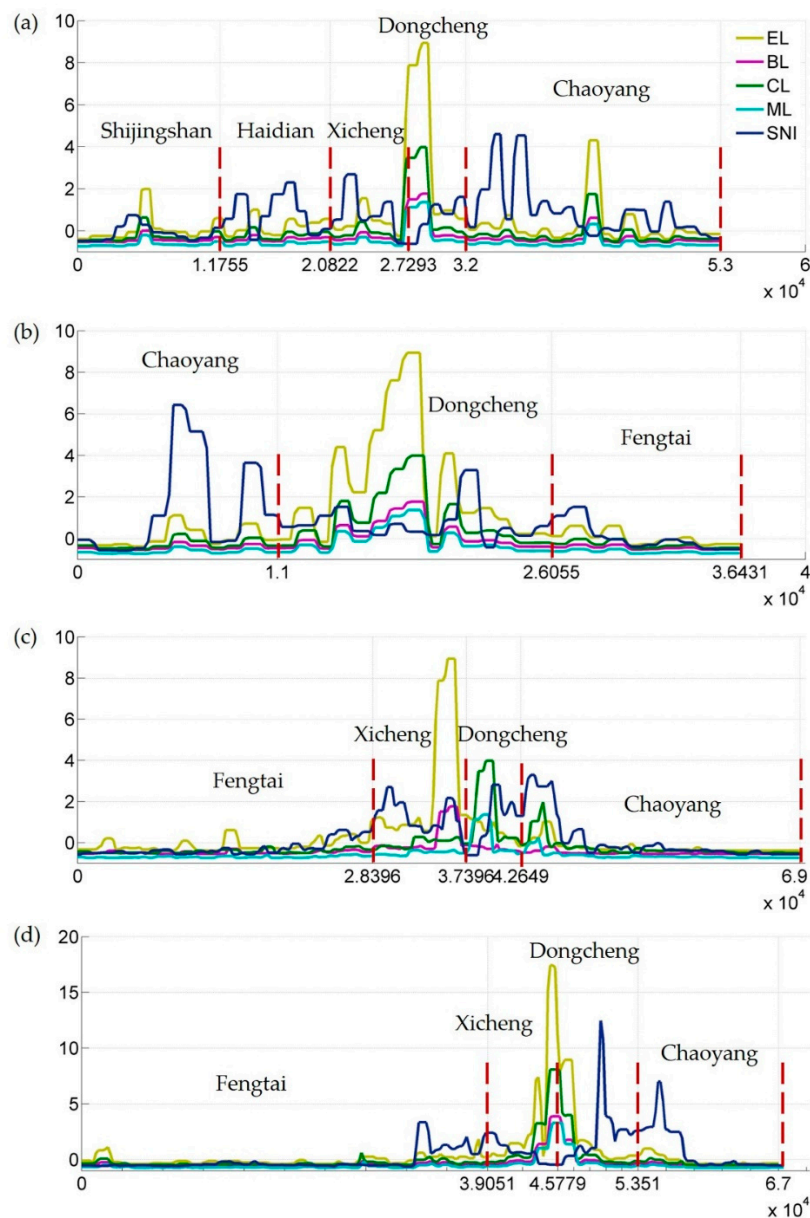 (a)
Dongcheng
10
8
6
4
2
0
EL
BL
CL
ML
SNI
Chaoyang
Shijingshan Haidian Xicheng
0 1.1755 2.0822 2.7293 3.2 5.3 6
x 10^4
(b)
10
8
6
4
2
0
Chaoyang
Dongcheng
Fengtai
0 1.1 2.6055 3.6431 4
x 10^4
(c)
10
8
6
4
2
0
Xicheng Dongcheng
Fengtai
Chaoyang
0 2.8396 3.7396 4.2649 6.9
x 10^4
(d)
20
15
10
5
0
Dongcheng
Xicheng
Chaoyang
Fengtai
0 3.9051 4.5779 5.351 6.7
x 10^4